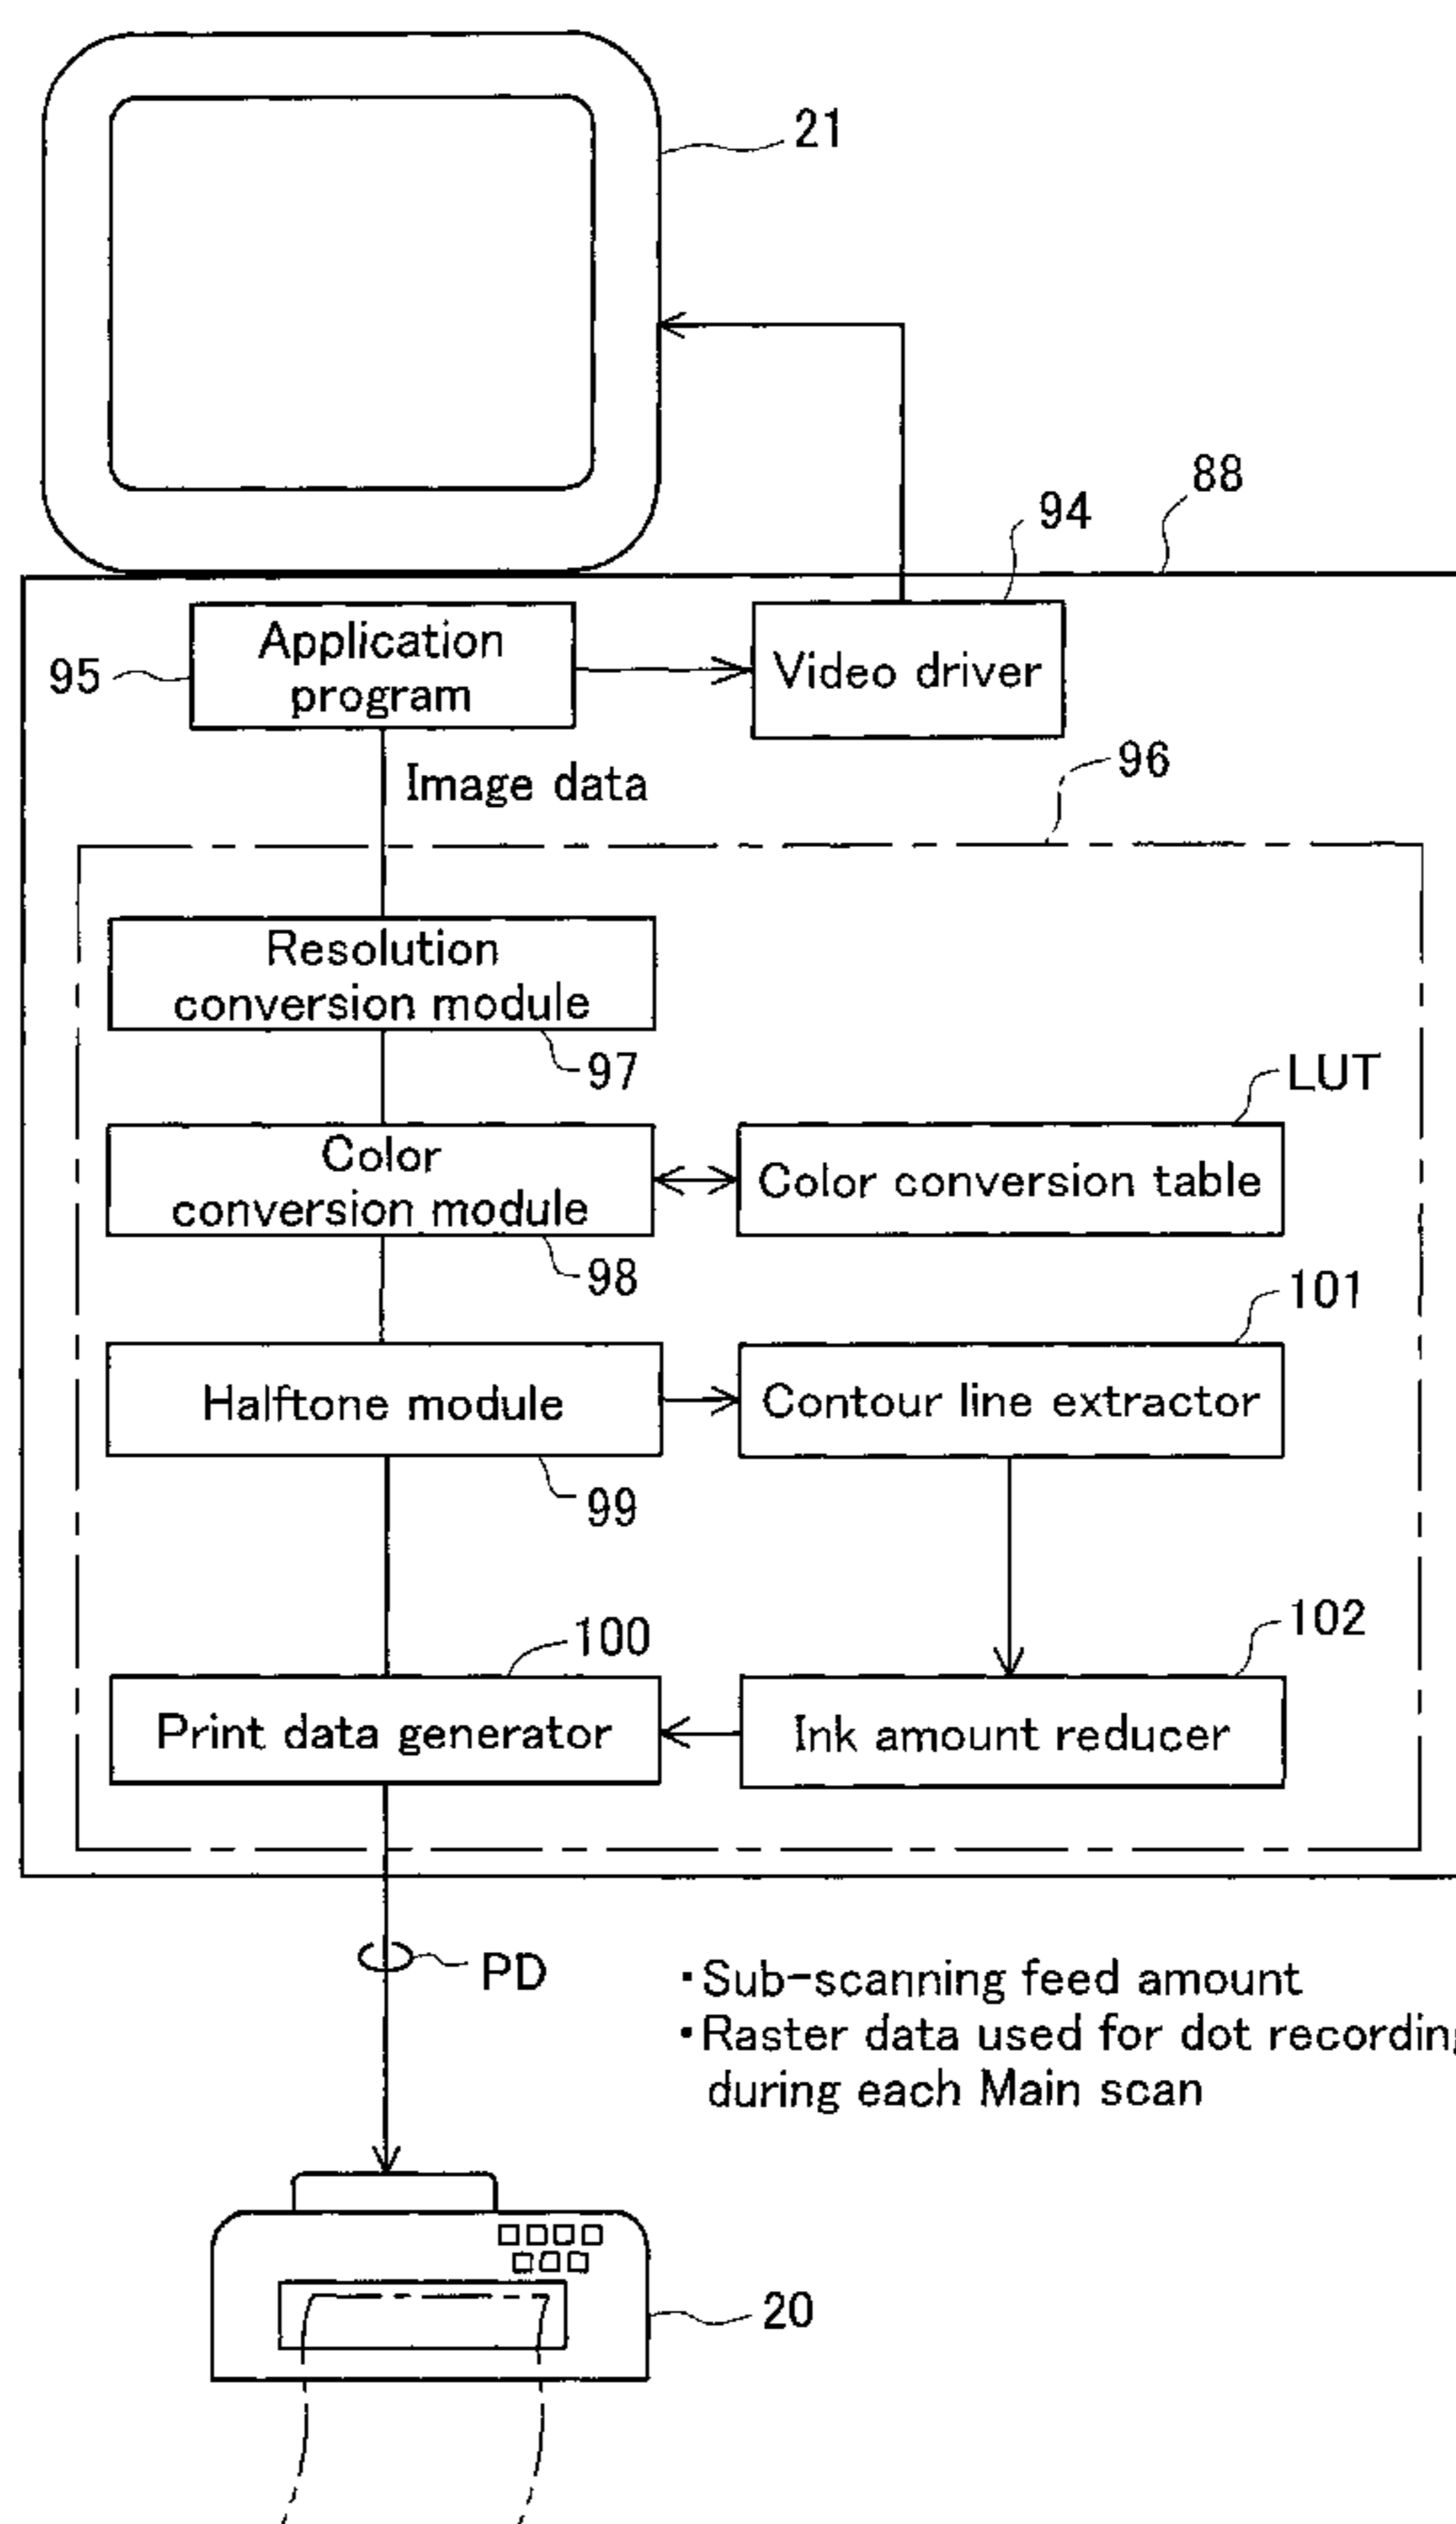 21
88
94
Application
program
Video driver
95
Image data
96
Resolution
conversion module
97
LUT
Color
conversion module
Color conversion table
98
101
Halftone module
Contour line extractor
99
100
102
Print data generator
Ink amount reducer
PD
・Sub-scanning feed amount
・Raster data used for dot recording
during each Main scan
20